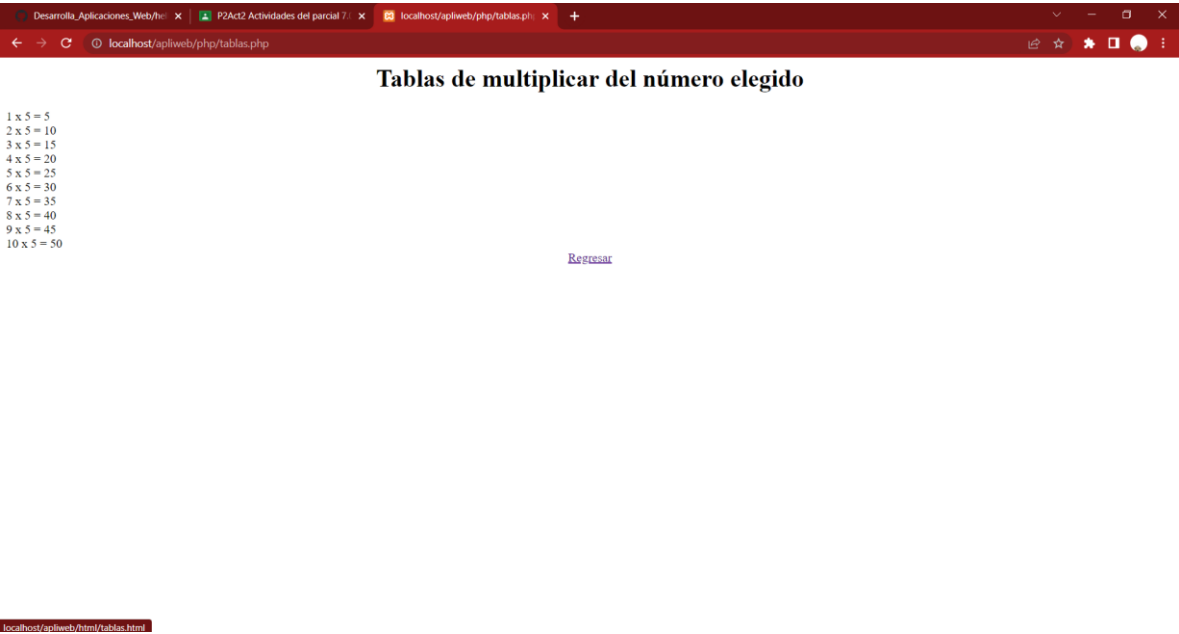 Desarrolla_Aplicaciones_Web/hel
P2Act2 Actividades del parcial 7.
localhost/apliweb/php/tablas.php
localhost/apliweb/php/tablas.php
Tablas de multiplicar del número elegido
1 x 5 = 5
2 x 5 = 10
3 x 5 = 15
4 x 5 = 20
5 x 5 = 25
6 x 5 = 30
7 x 5 = 35
8 x 5 = 40
9 x 5 = 45
10 x 5 = 50
Regresar
localhost/apliweb/html/tablas.html